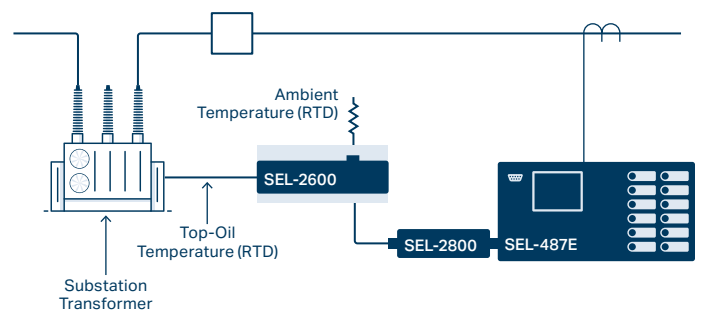 Ambient
Temperature (RTD)
SEL-2600
Top-Oil
Temperature (RTD)
SEL-2800
SEL-487E
Substation
Transformer